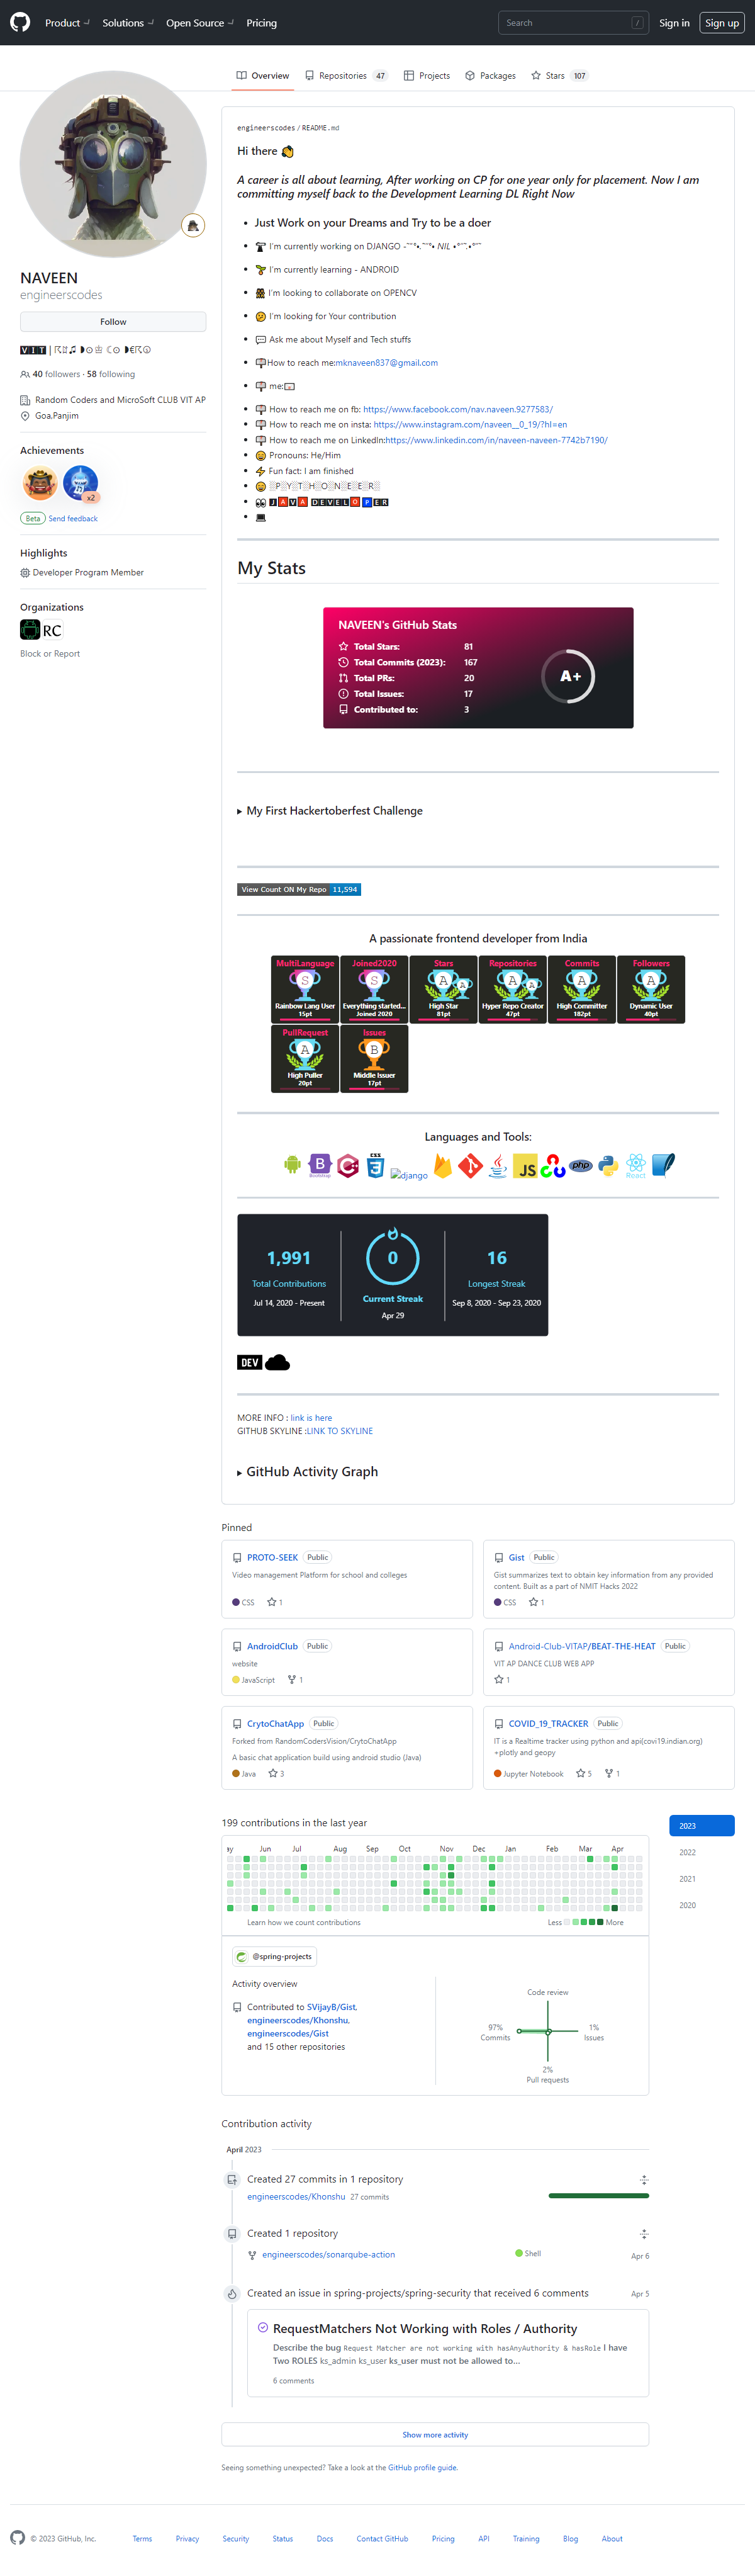 Product Solutions Open Source Pricing Search / Sign in Sign up
Overview Repositories 47 Projects Packages Stars 107
NAVEEN
engineerscodes
Follow
40 followers · 58 following
Random Coders and MicroSoft CLUB VIT AP
Goa.Panjim
Achievements
x2
Beta Send feedback
Highlights
Developer Program Member
Organizations
RC
Block or Report
engineerscodes / README.md
Hi there 👋
A career is all about learning, After working on CP for one year only for placement. Now I am
committing myself back to the Development Learning DL Right Now
Just Work on your Dreams and Try to be a doer
I'm currently working on DJANGO
I'm currently learning - ANDROID
I'm looking to collaborate on OPENCV
I'm looking for Your contribution
Ask me about Myself and Tech stuffs
How to reach me:mknaveen837@gmail.com
me:
How to reach me on fb: https://www.facebook.com/nav.naveen.9277583/
How to reach me on insta: https://www.instagram.com/naveen__0_19/?hl=en
How to reach me on LinkedIn:https://www.linkedin.com/in/naveen-naveen-7742b7190/
Pronouns: He/Him
Fun fact: I am finished
░P░Y░T░H░O░N░E░E░R░
JAVA DEVELOPER
My Stats
NAVEEN's GitHub Stats
Total Stars: 81
Total Commits (2023): 167
Total PRs: 20
Total Issues: 17
Contributed to: 3
A+
My First Hackertoberfest Challenge
View Count ON My Repo 11,594
A passionate frontend developer from India
MultiLanguage Joined2020 Stars Repositories Commits Followers
S S A A A A
Rainbow Lang User Everything started... High Star Hyper Repo Creator High Committer Dynamic User
15pt Joined 2020 81pt 47pt 182pt 40pt
PullRequest Issues
A B
High Puller Middle Issuer
20pt 17pt
Languages and Tools:
B Bootstrap CSS 3 django JS php React
1,991 0 16
Total Contributions Current Streak Longest Streak
Jul 14, 2020 - Present Apr 29 Sep 8, 2020 - Sep 23, 2020
DEV
MORE INFO : link is here
GITHUB SKYLINE :LINK TO SKYLINE
GitHub Activity Graph
Pinned
PROTO-SEEK Public
Video management Platform for school and colleges
CSS 1
Gist Public
Gist summarizes text to obtain key information from any provided
content. Built as a part of NMIT Hacks 2022
CSS 1
AndroidClub Public
website
JavaScript 1
Android-Club-VITAP/BEAT-THE-HEAT Public
VIT AP DANCE CLUB WEB APP
1
CrytoChatApp Public
Forked from RandomCodersVision/CrytoChatApp
A basic chat application build using android studio (Java)
Java 3
COVID_19_TRACKER Public
IT is a Realtime tracker using python and api(covi19.indian.org)
+plotly and geopy
Jupyter Notebook 5 1
199 contributions in the last year
2023
2022
2021
2020
ay Jun Jul Aug Sep Oct Nov Dec Jan Feb Mar Apr
Learn how we count contributions Less More
@spring-projects
Activity overview
Contributed to SVijayB/Gist,
engineerscodes/Khonshu,
engineerscodes/Gist
and 15 other repositories
Code review
97%
Commits
1%
Issues
2%
Pull requests
Contribution activity
April 2023
Created 27 commits in 1 repository
engineerscodes/Khonshu 27 commits
Created 1 repository
engineerscodes/sonarqube-action Shell Apr 6
Created an issue in spring-projects/spring-security that received 6 comments Apr 5
RequestMatchers Not Working with Roles / Authority
Describe the bug Request Matcher are not working with hasAnyAuthority & hasRole I have
Two ROLES ks_admin ks_user ks_user must not be allowed to…
6 comments
Show more activity
Seeing something unexpected? Take a look at the GitHub profile guide.
© 2023 GitHub, Inc. Terms Privacy Security Status Docs Contact GitHub Pricing API Training Blog About